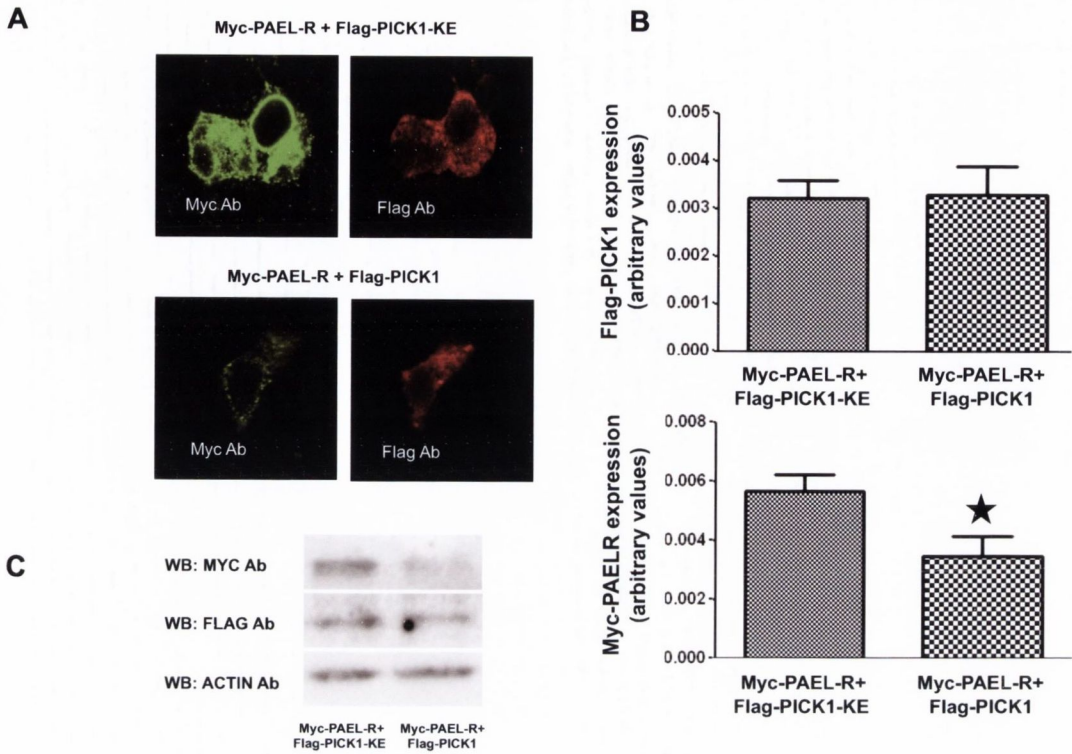 A
Myc-PAEL-R + Flag-PICK1-KE
Myc Ab
Flag Ab
Myc-PAEL-R + Flag-PICK1
Myc Ab
Flag Ab
B
Flag-PICK1 expression
(arbitrary values)
0.005
0.004
0.003
0.002
0.001
0.000
Myc-PAEL-R+
Flag-PICK1-KE
Myc-PAEL-R+
Flag-PICK1
Myc-PAELR expression
(arbitrary values)
0.008
0.006
0.004
0.002
0.000
Myc-PAEL-R+
Flag-PICK1-KE
Myc-PAEL-R+
Flag-PICK1
C
WB: MYC Ab
WB: FLAG Ab
WB: ACTIN Ab
Myc-PAEL-R+
Flag-PICK1-KE
Myc-PAEL-R+
Flag-PICK1